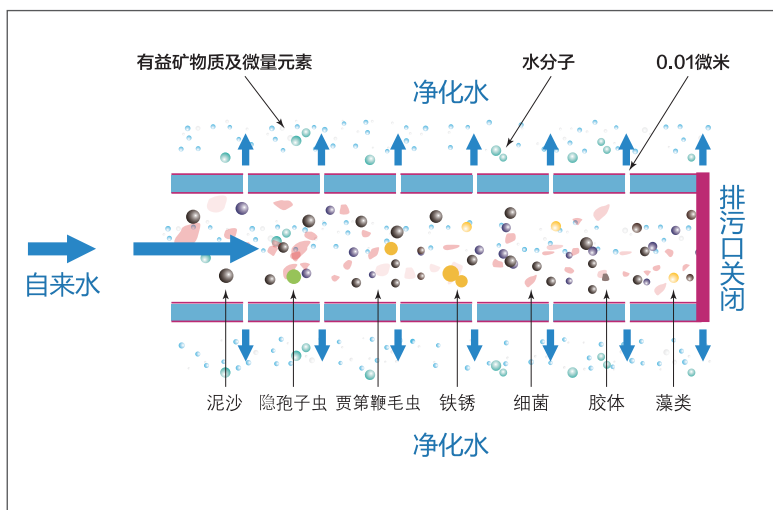 有益矿物质及微量元素
水分子
0.01微米
净化水
自来水
排污口关闭
泥沙
隐孢子虫
贾第鞭毛虫
铁锈
细菌
胶体
藻类
净化水